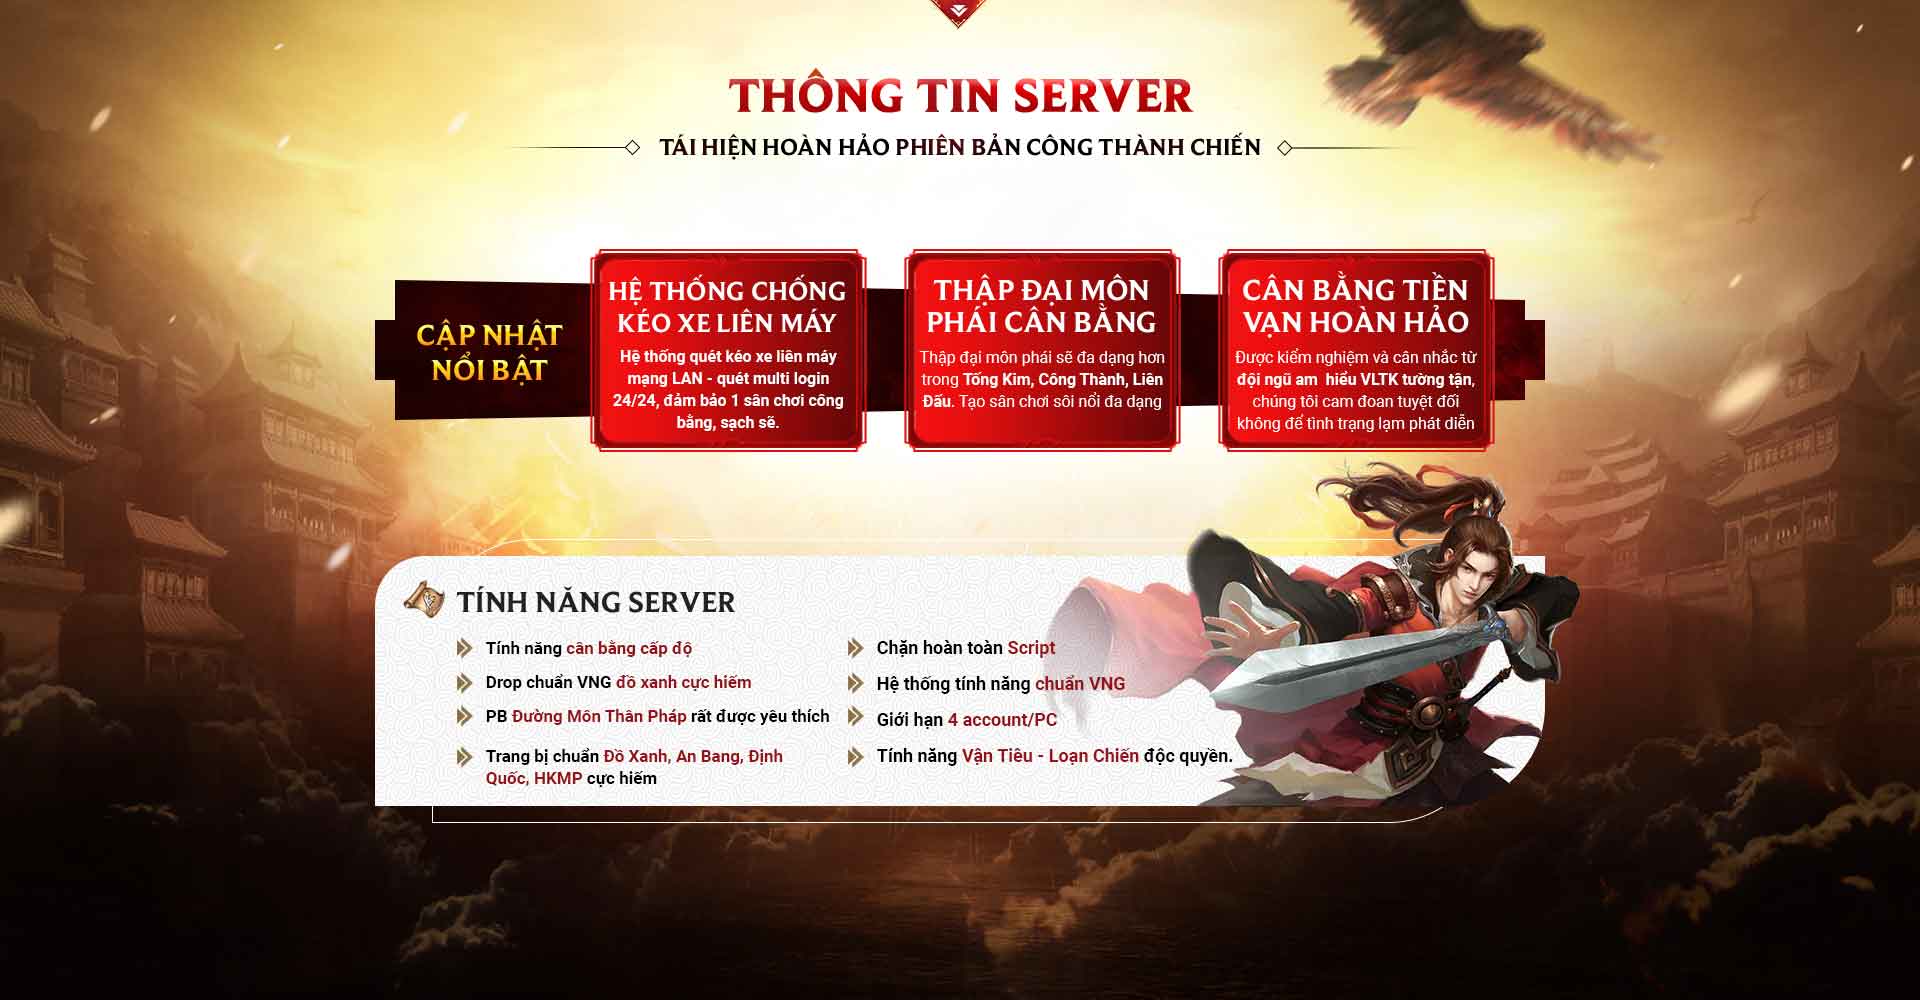 THÔNG TIN SERVER
TÁI HIỆN HOÀN HẢO PHIÊN BẢN CÔNG THÀNH CHIẾN
CẬP NHẬT
NỔI BẬT
HỆ THỐNG CHỐNG
KÉO XE LIÊN MÁY
Hệ thống quét kéo xe liên máy
mạng LAN - quét multi login
24/24, đảm bảo 1 sân chơi công
bằng, sạch sẽ.
THẬP ĐẠI MÔN
PHÁI CÂN BẰNG
Thập đại môn phái sẽ đa dạng hơn
trong Tống Kim, Công Thành, Liên
Đấu. Tạo sân chơi sôi nổi đa dạng
CÂN BẰNG TIỀN
VẠN HOÀN HẢO
Được kiểm nghiệm và cân nhắc từ
đội ngũ am hiểu VLTK tường tận,
chúng tôi cam đoan tuyệt đối
không để tình trạng lạm phát diễn
TÍNH NĂNG SERVER
Tính năng cân bằng cấp độ
Drop chuẩn VNG đồ xanh cực hiếm
PB Đường Môn Thân Pháp rất được yêu thích
Trang bị chuẩn Đồ Xanh, An Bang, Định
Quốc, HKMP cực hiếm
Chặn hoàn toàn Script
Hệ thống tính năng chuẩn VNG
Giới hạn 4 account/PC
Tính năng Vận Tiêu - Loạn Chiến độc quyền.